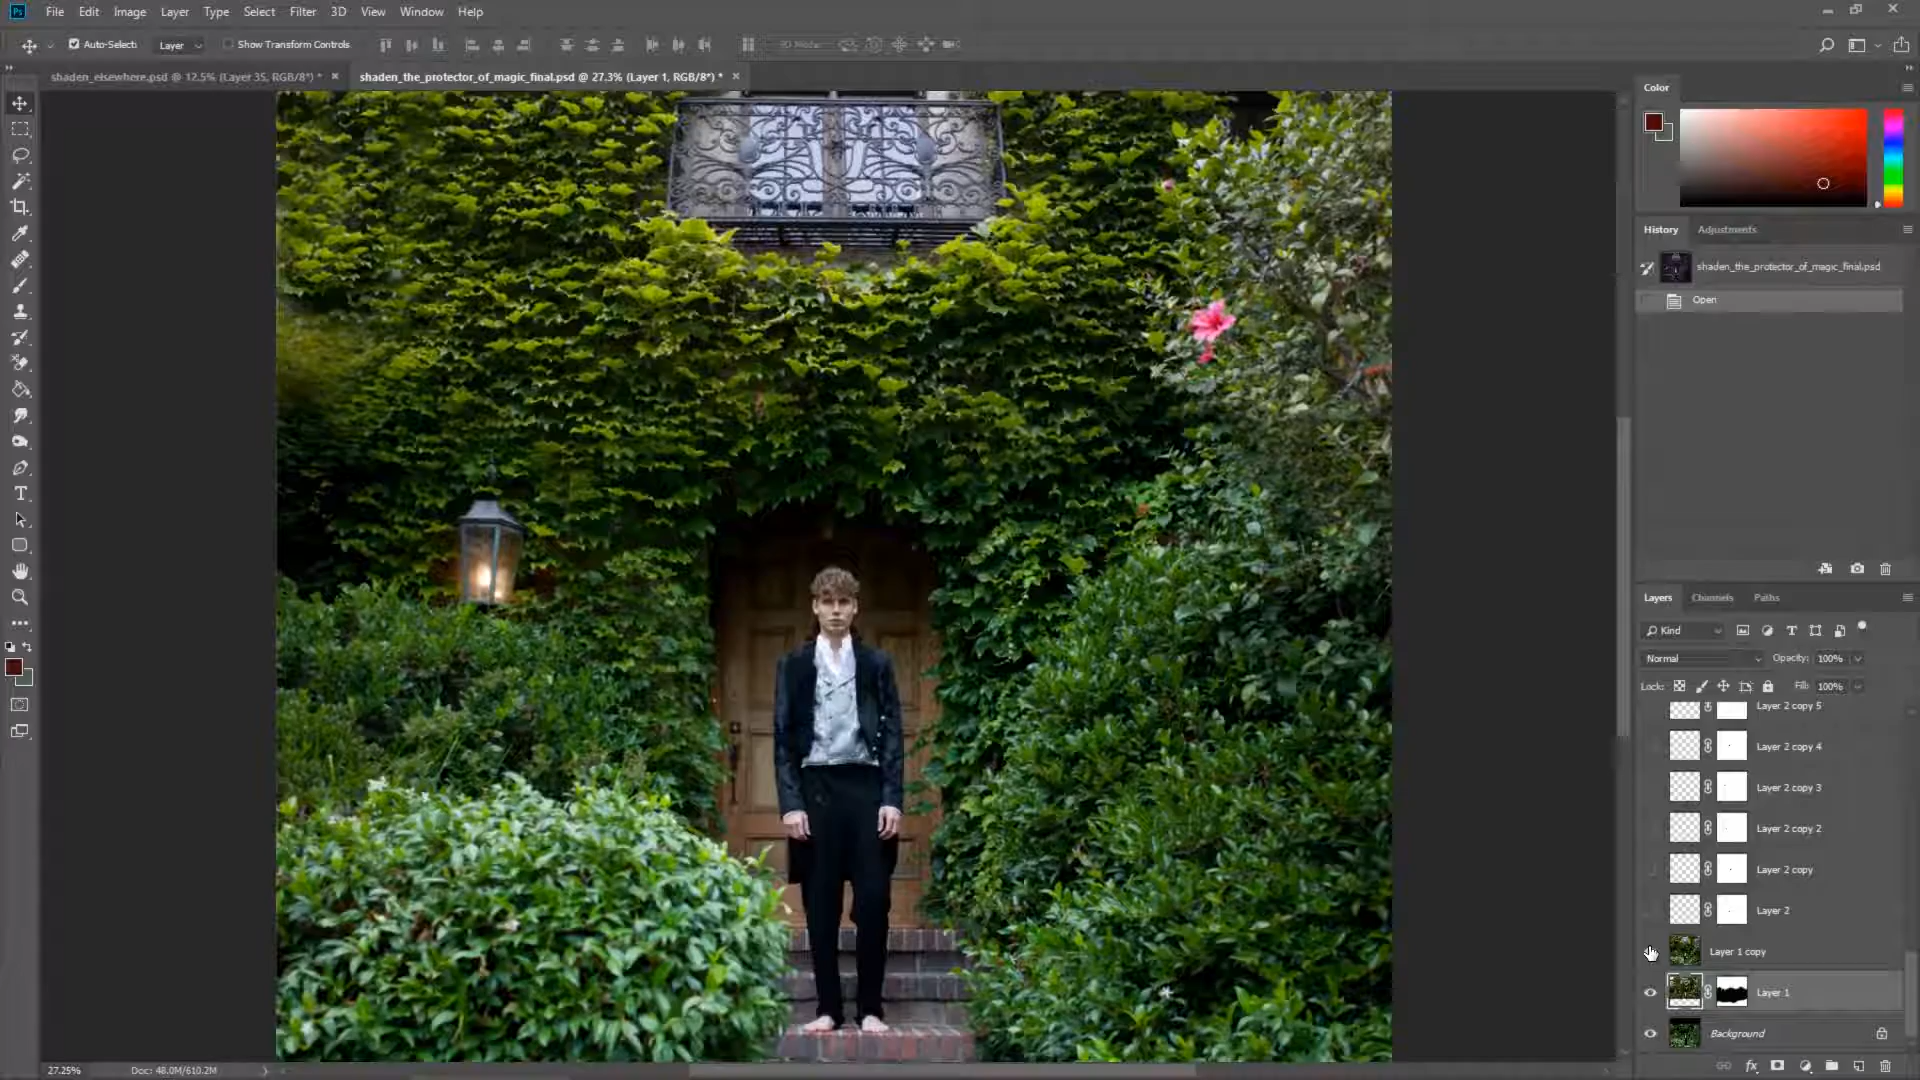 Ps File Edit Image Layer Type Select Filter 3D View Window Help
Auto-Select: Layer Show Transform Controls
shaden_elsewhere.psd @ 12.5% (Layer 35, RGB/8*) *
shaden_the_protector_of_magic_final.psd @ 27.3% (Layer 1, RGB/8*) *
Color
History Adjustments
shaden_the_protector_of_magic_final.psd
Open
Layers Channels Paths
Kind
Normal Opacity: 100%
Lock: Fill: 100%
Layer 2 copy 5
Layer 2 copy 4
Layer 2 copy 3
Layer 2 copy 2
Layer 2 copy
Layer 2
Layer 1 copy
Layer 1
Background
27.25% Doc: 48.0M/610.2M